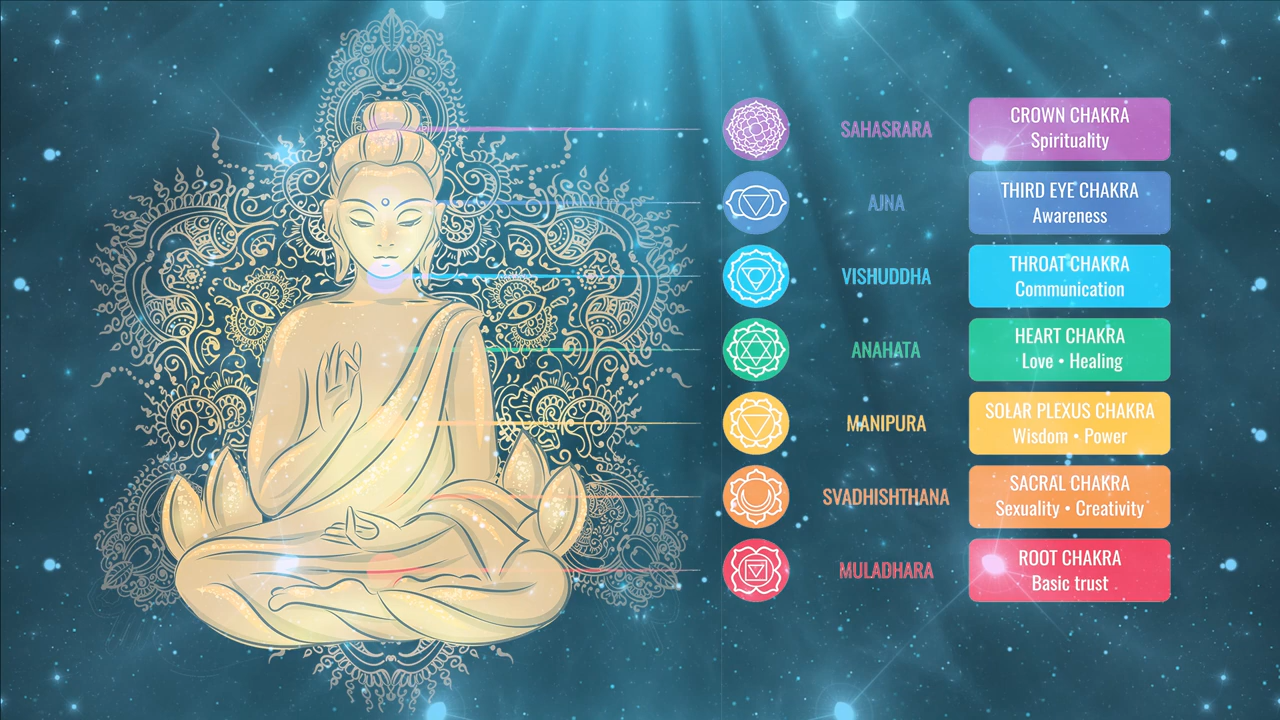 SAHASRARA
CROWN CHAKRA
Spirituality
AJNA
THIRD EYE CHAKRA
Awareness
VISHUDDHA
THROAT CHAKRA
Communication
ANAHATA
HEART CHAKRA
Love • Healing
MANIPURA
SOLAR PLEXUS CHAKRA
Wisdom • Power
SVADHISHTHANA
SACRAL CHAKRA
Sexuality • Creativity
MULADHARA
ROOT CHAKRA
Basic trust